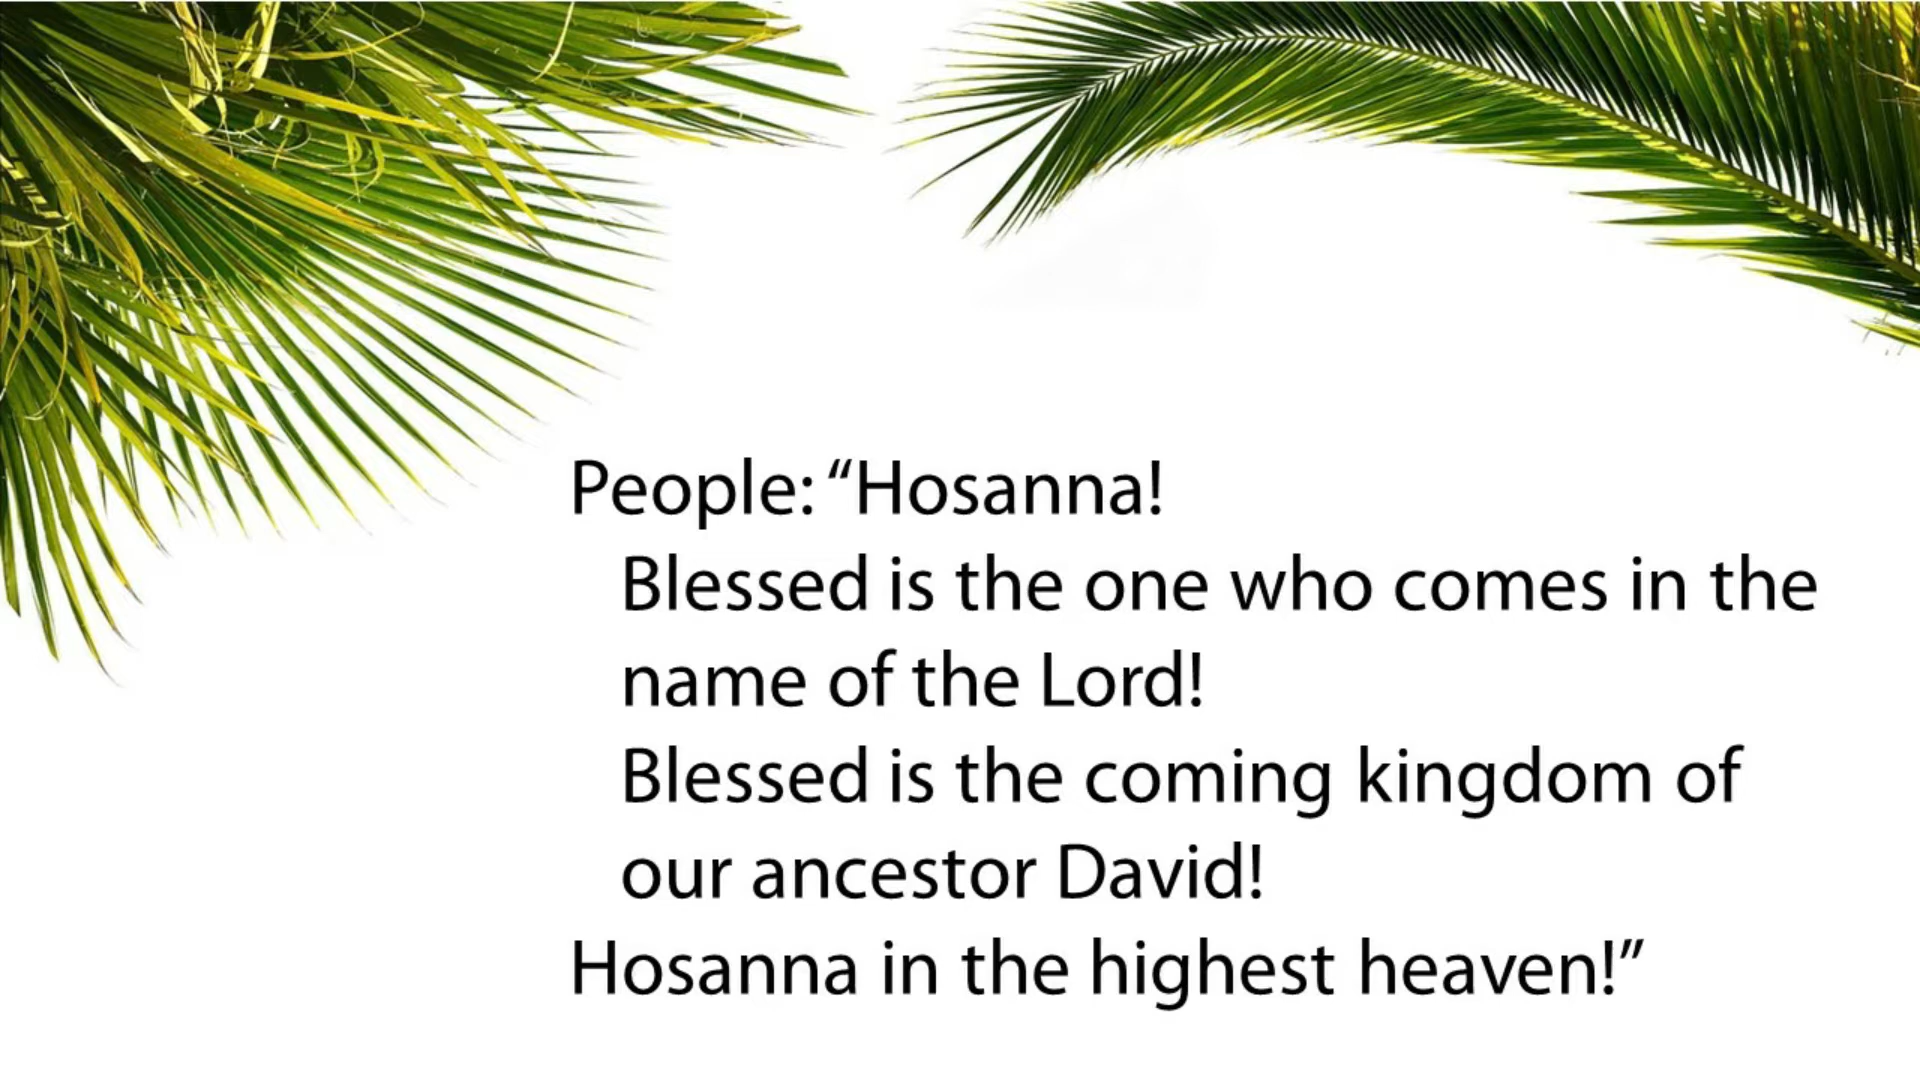 People: “Hosanna!
Blessed is the one who comes in the
name of the Lord!
Blessed is the coming kingdom of
our ancestor David!
Hosanna in the highest heaven!”